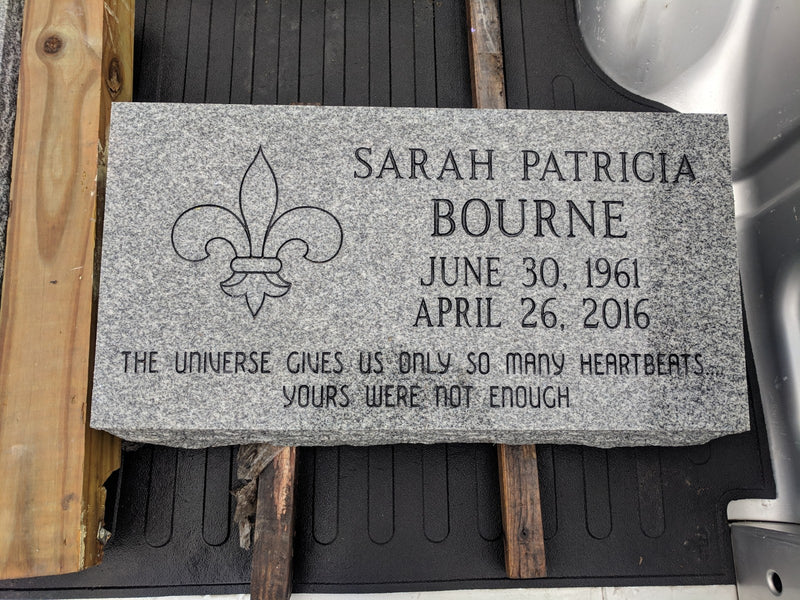 SARAH PATRICIA
BOURNE
JUNE 30, 1961
APRIL 26, 2016
THE UNIVERSE GIVES US ONLY SO MANY HEARTBEATS....
YOURS WERE NOT ENOUGH